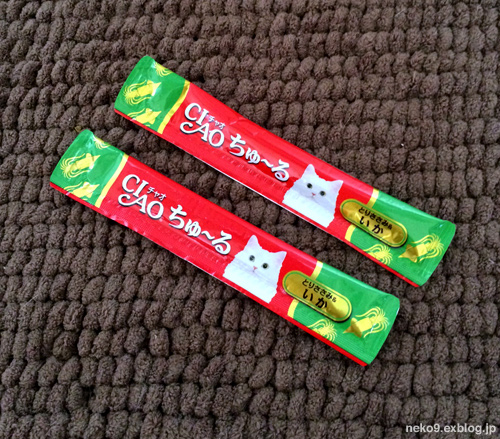 CIAO
チャオ
ちゅ〜る
とりささみ&
いか
CIAO
チャオ
ちゅ〜る
とりささみ&
いか
neko9.exblog.jp